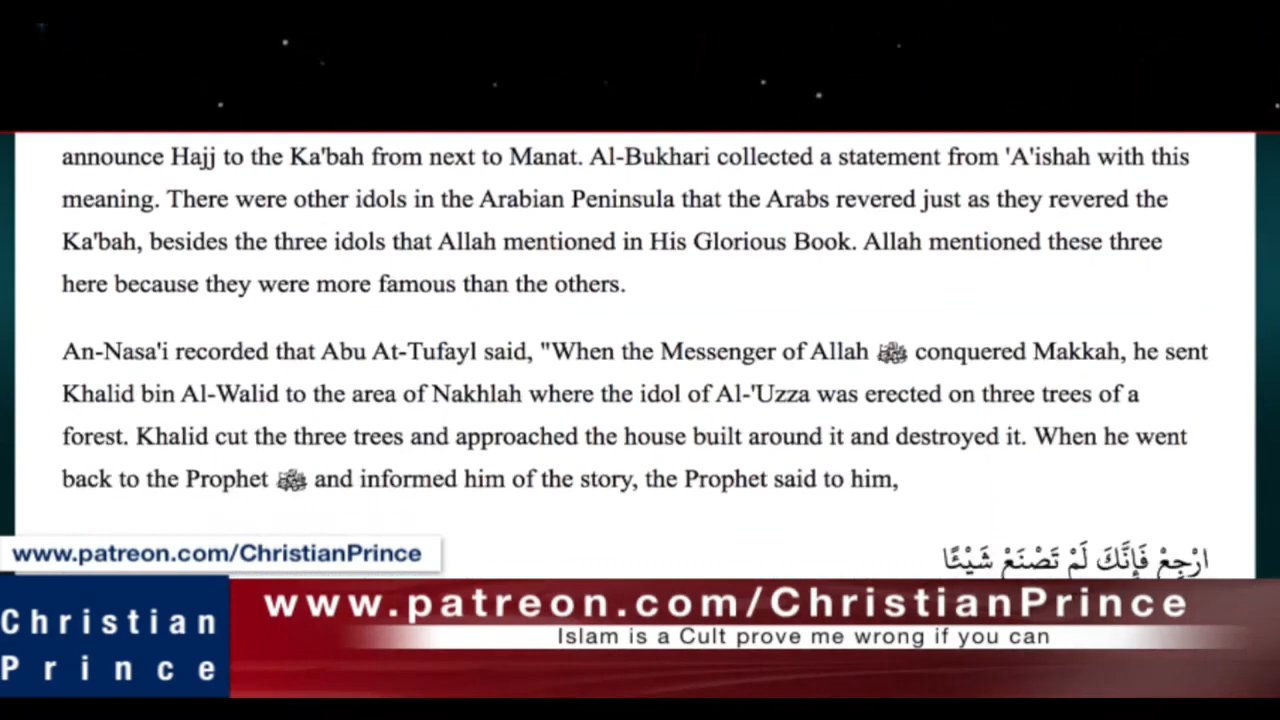 announce Hajj to the Ka'bah from next to Manat. Al-Bukhari collected a statement from 'A'ishah with this
meaning. There were other idols in the Arabian Peninsula that the Arabs revered just as they revered the
Ka'bah, besides the three idols that Allah mentioned in His Glorious Book. Allah mentioned these three
here because they were more famous than the others.
An-Nasa'i recorded that Abu At-Tufayl said, "When the Messenger of Allah ﷺ conquered Makkah, he sent
Khalid bin Al-Walid to the area of Nakhlah where the idol of Al-'Uzza was erected on three trees of a
forest. Khalid cut the three trees and approached the house built around it and destroyed it. When he went
back to the Prophet ﷺ and informed him of the story, the Prophet said to him,
ارْجِعْ فَإِنَّكَ لَمْ تَصْنَعْ شَيْئًا
www.patreon.com/ChristianPrince
Christian
Prince
www.patreon.com/ChristianPrince
Islam is a Cult prove me wrong if you can